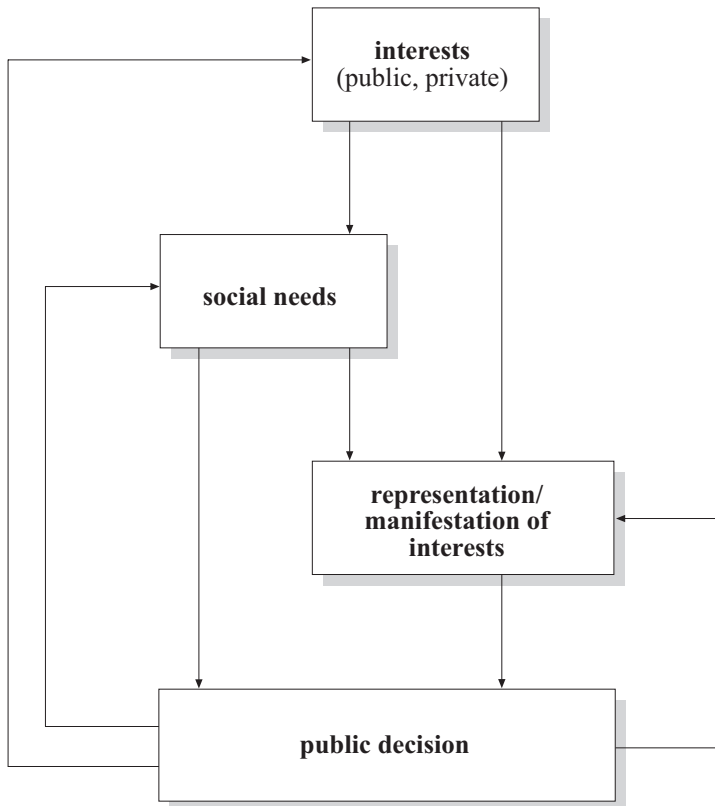 interests
(public, private)
social needs
representation/
manifestation of
interests
public decision